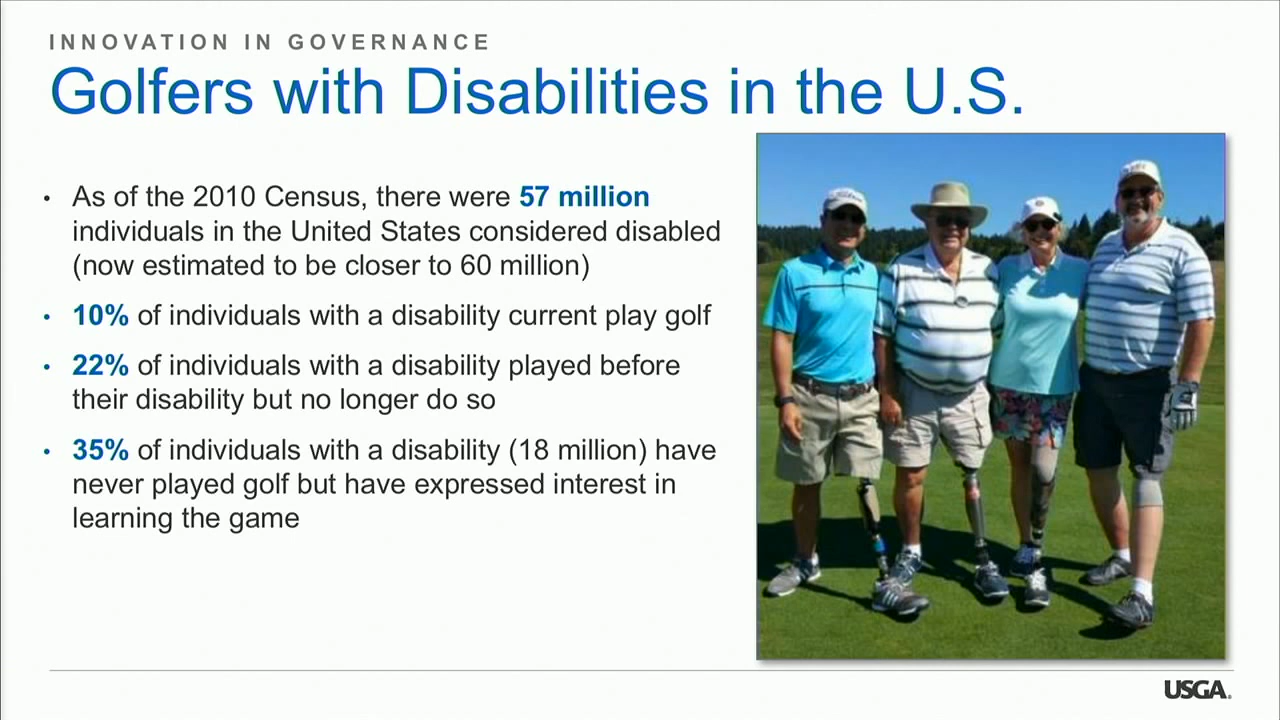 INNOVATION IN GOVERNANCE
Golfers with Disabilities in the U.S.
• As of the 2010 Census, there were 57 million
individuals in the United States considered disabled
(now estimated to be closer to 60 million)
• 10% of individuals with a disability current play golf
• 22% of individuals with a disability played before
their disability but no longer do so
• 35% of individuals with a disability (18 million) have
never played golf but have expressed interest in
learning the game
USGA.